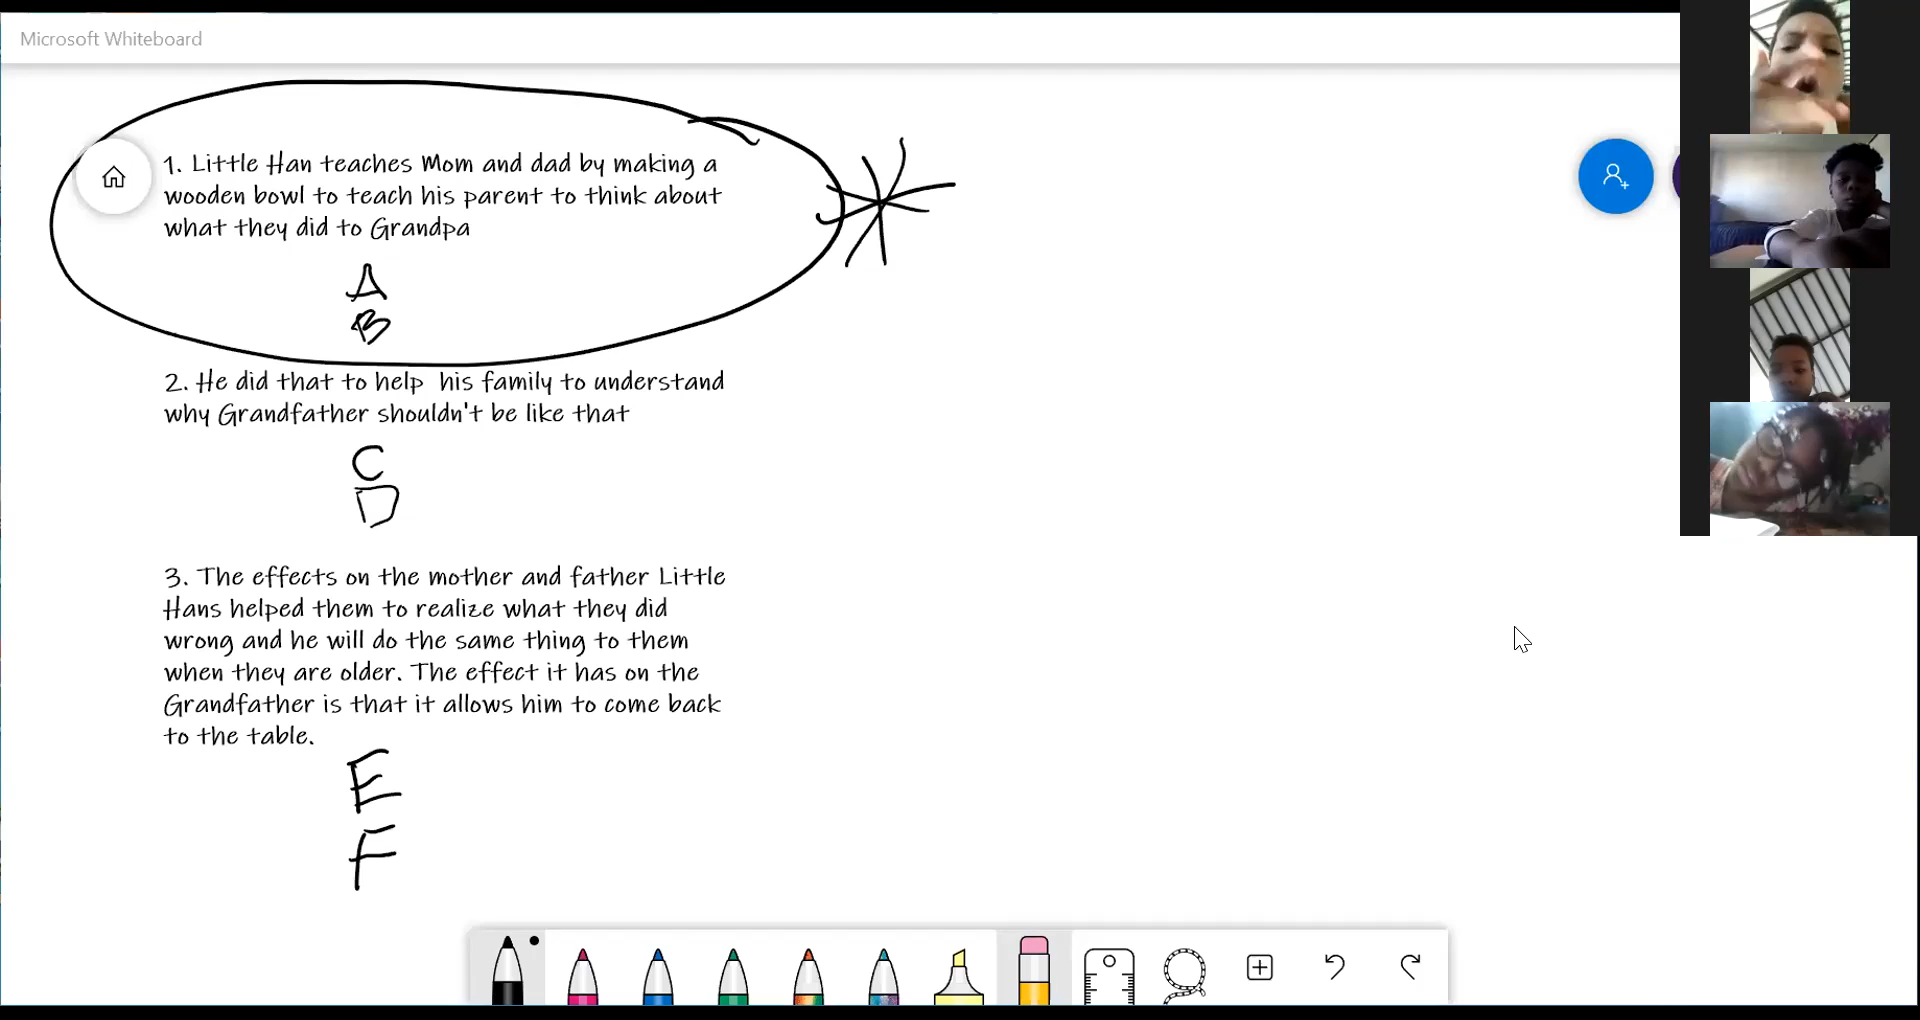 Microsoft Whiteboard
1. Little Han teaches Mom and dad by making a
wooden bowl to teach his parent to think about
what they did to Grandpa
A
B
2. He did that to help his family to understand
why Grandfather shouldn't be like that
C
D
3. The effects on the mother and father Little
Hans helped them to realize what they did
wrong and he will do the same thing to them
when they are older. The effect it has on the
Grandfather is that it allows him to come back
to the table.
E
F